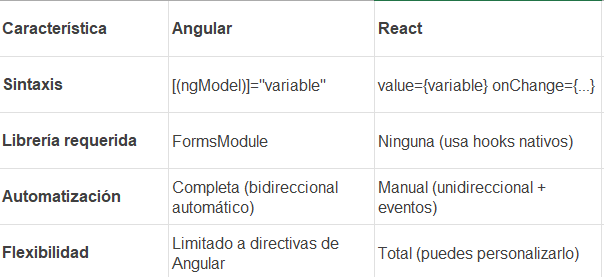 Característica Angular React
Sintaxis [(ngModel)]="variable" value={variable} onChange={...}
Librería requerida FormsModule Ninguna (usa hooks nativos)
Automatización Completa (bidireccional automático) Manual (unidireccional + eventos)
Flexibilidad Limitado a directivas de Angular Total (puedes personalizarlo)